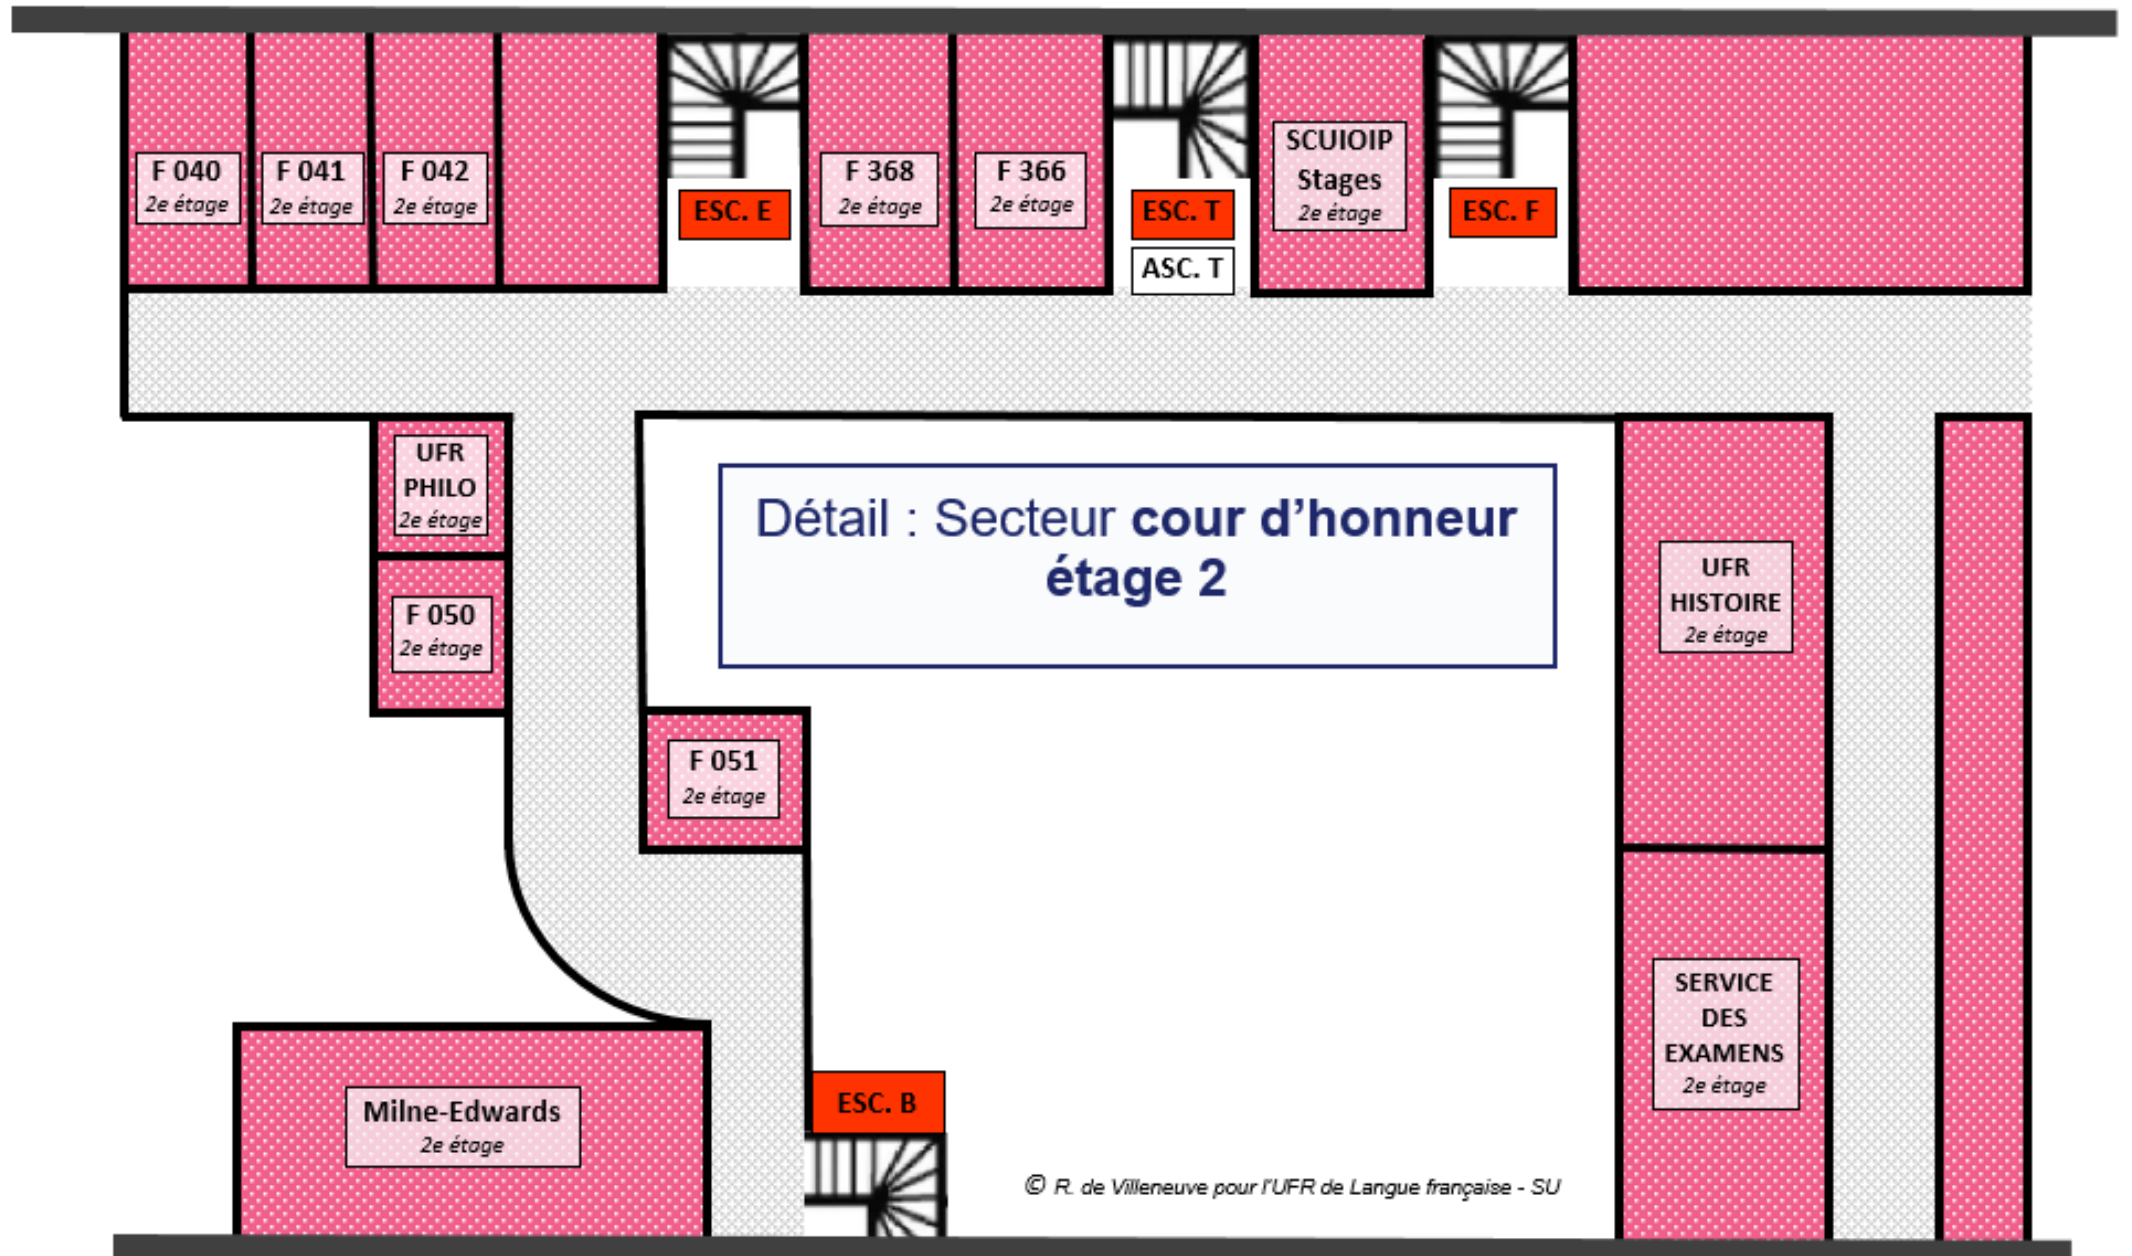 F 040
2e étage
F 041
2e étage
F 042
2e étage
ESC. E
F 368
2e étage
F 366
2e étage
ESC. T
ASC. T
SCUIOIP
Stages
2e étage
ESC. F
UFR
PHILO
2e étage
F 050
2e étage
Détail : Secteur cour d’honneur
étage 2
F 051
2e étage
UFR
HISTOIRE
2e étage
SERVICE
DES
EXAMENS
2e étage
Milne-Edwards
2e étage
ESC. B
© R. de Villeneuve pour l'UFR de Langue française - SU